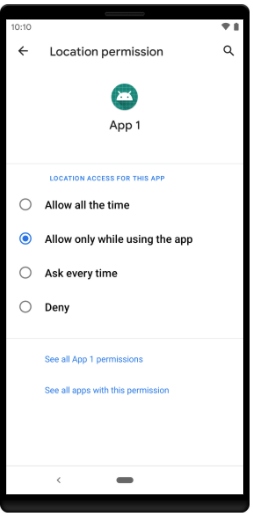 10:10
Location permission
App 1
LOCATION ACCESS FOR THIS APP
Allow all the time
Allow only while using the app
Ask every time
Deny
See all App 1 permissions
See all apps with this permission